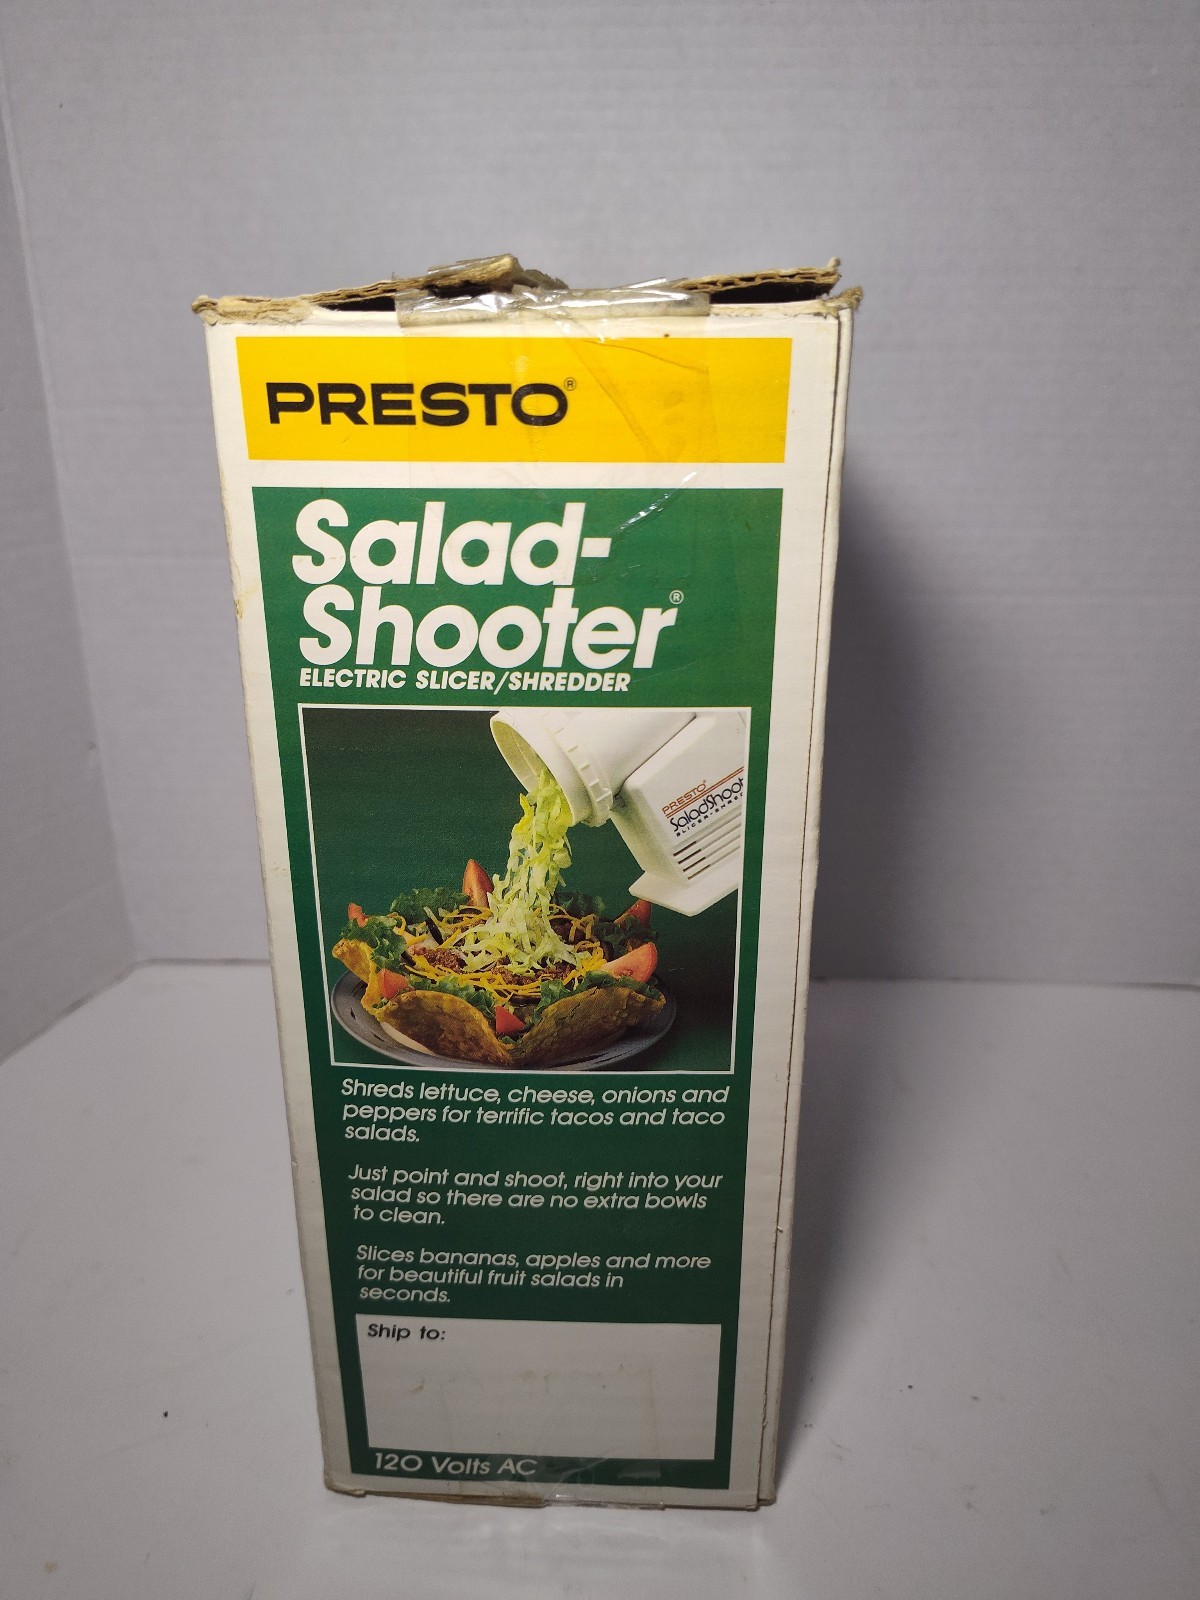 PRESTO®
Salad-
Shooter®
ELECTRIC SLICER/SHREDDER
PRESTO®
SaladShoot
Shreds lettuce, cheese, onions and
peppers for terrific tacos and taco
salads.
Just point and shoot, right into your
salad so there are no extra bowls
to clean.
Slices bananas, apples and more
for beautiful fruit salads in
seconds.
Ship to:
120 Volts AC